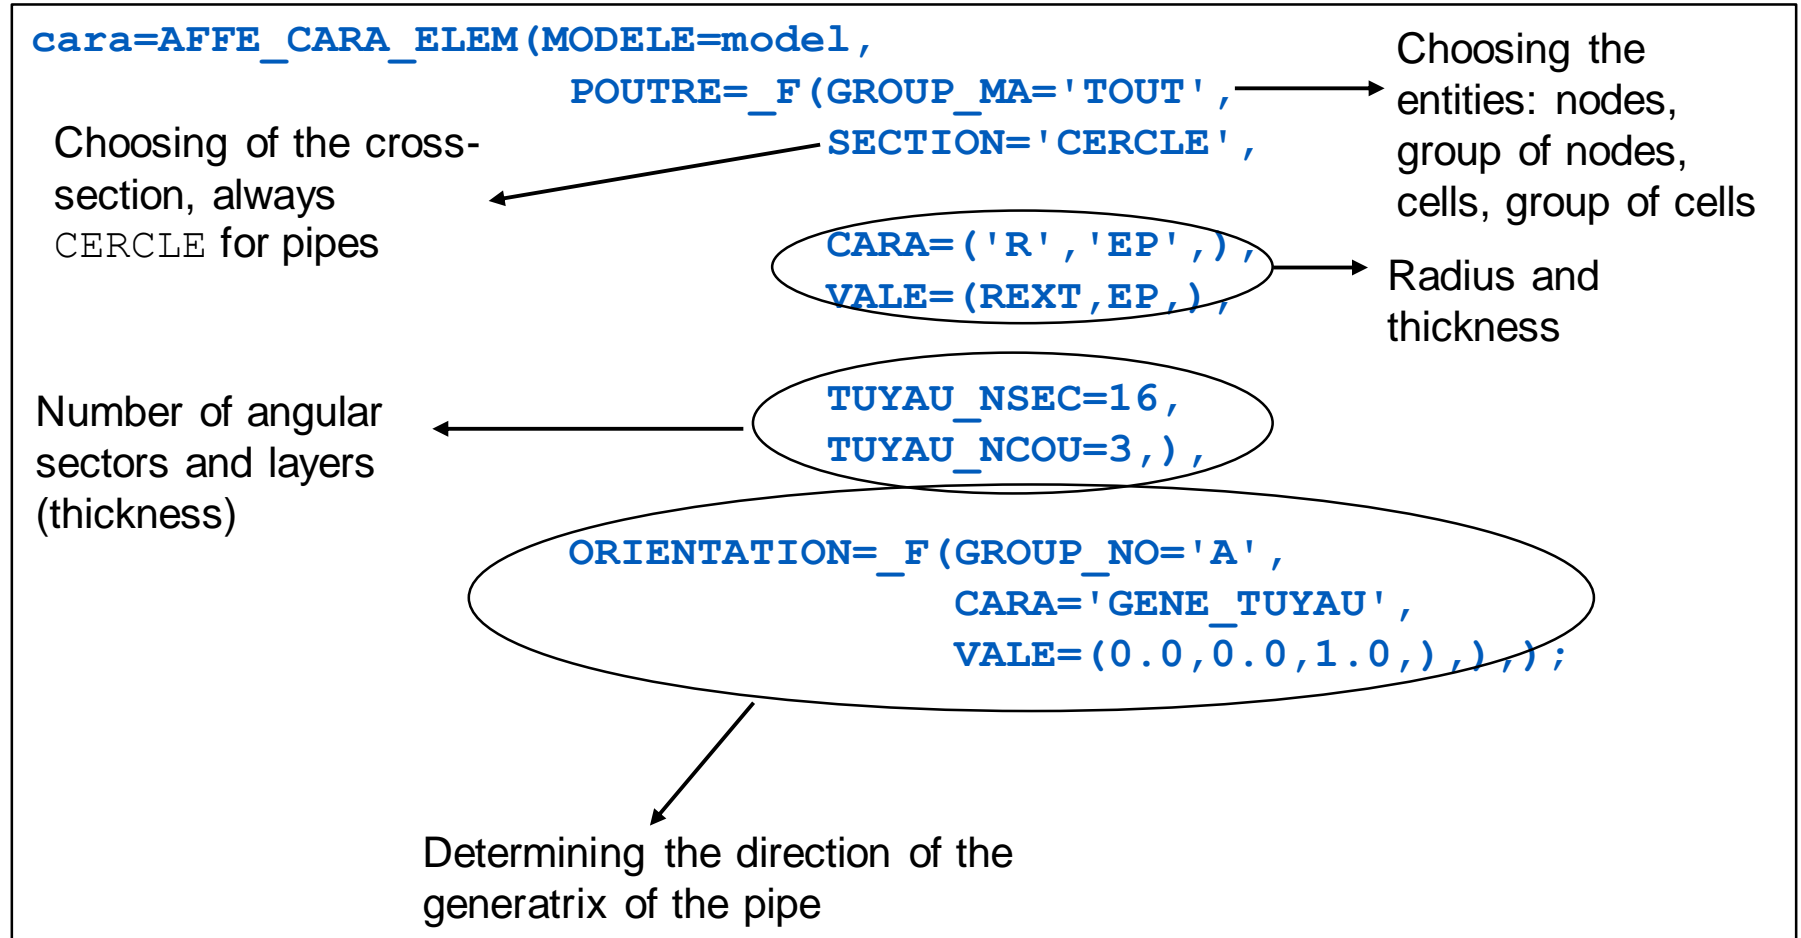 cara=AFFE_CARA_ELEM(MODELE=model,
POUTRE=_F(GROUP_MA='TOUT',
SECTION='CERCLE',
CARA=('R','EP',),
VALE=(REXT,EP,),
TUYAU_NSEC=16,
TUYAU_NCOU=3,),
ORIENTATION=_F(GROUP_NO='A',
CARA='GENE_TUYAU',
VALE=(0.0,0.0,1.0,),),);
Choosing the
entities: nodes,
group of nodes,
cells, group of cells
Choosing of the cross-
section, always
CERCLE for pipes
Radius and
thickness
Number of angular
sectors and layers
(thickness)
Determining the direction of the
generatrix of the pipe